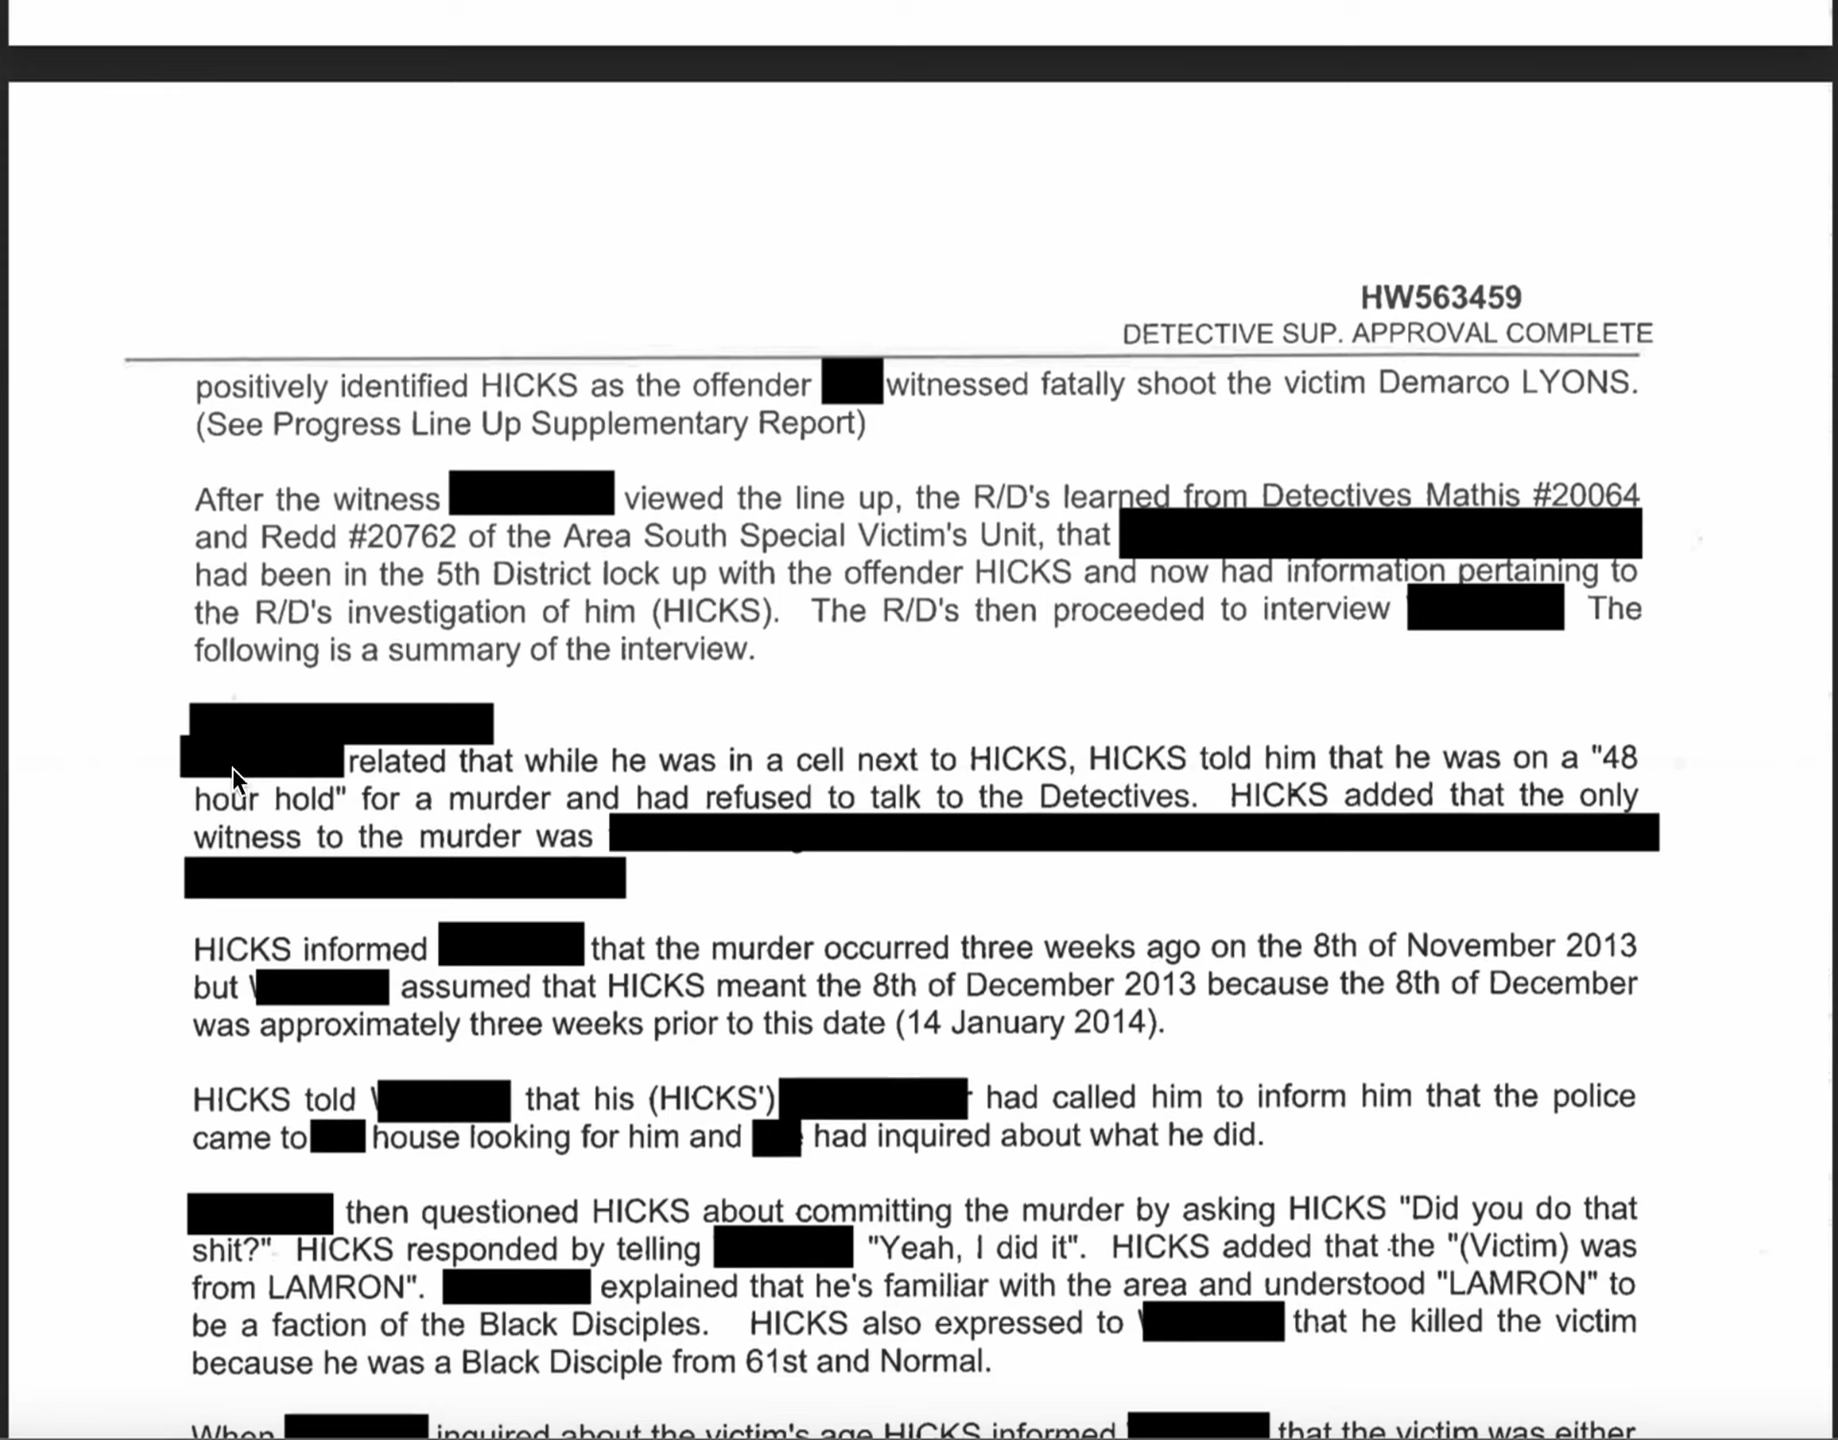 HW563459
DETECTIVE SUP. APPROVAL COMPLETE
positively identified HICKS as the offender witnessed fatally shoot the victim Demarco LYONS.
(See Progress Line Up Supplementary Report)
After the witness viewed the line up, the R/D's learned from Detectives Mathis #20064
and Redd #20762 of the Area South Special Victim's Unit, that
had been in the 5th District lock up with the offender HICKS and now had information pertaining to
the R/D's investigation of him (HICKS). The R/D's then proceeded to interview The
following is a summary of the interview.
related that while he was in a cell next to HICKS, HICKS told him that he was on a "48
hour hold" for a murder and had refused to talk to the Detectives. HICKS added that the only
witness to the murder was
HICKS informed that the murder occurred three weeks ago on the 8th of November 2013
but assumed that HICKS meant the 8th of December 2013 because the 8th of December
was approximately three weeks prior to this date (14 January 2014).
HICKS told that his (HICKS') had called him to inform him that the police
came to house looking for him and had inquired about what he did.
then questioned HICKS about committing the murder by asking HICKS "Did you do that
shit?" HICKS responded by telling "Yeah, I did it". HICKS added that the "(Victim) was
from LAMRON". explained that he's familiar with the area and understood "LAMRON" to
be a faction of the Black Disciples. HICKS also expressed to that he killed the victim
because he was a Black Disciple from 61st and Normal.
When inquired about the victim's age HICKS informed that the victim was either